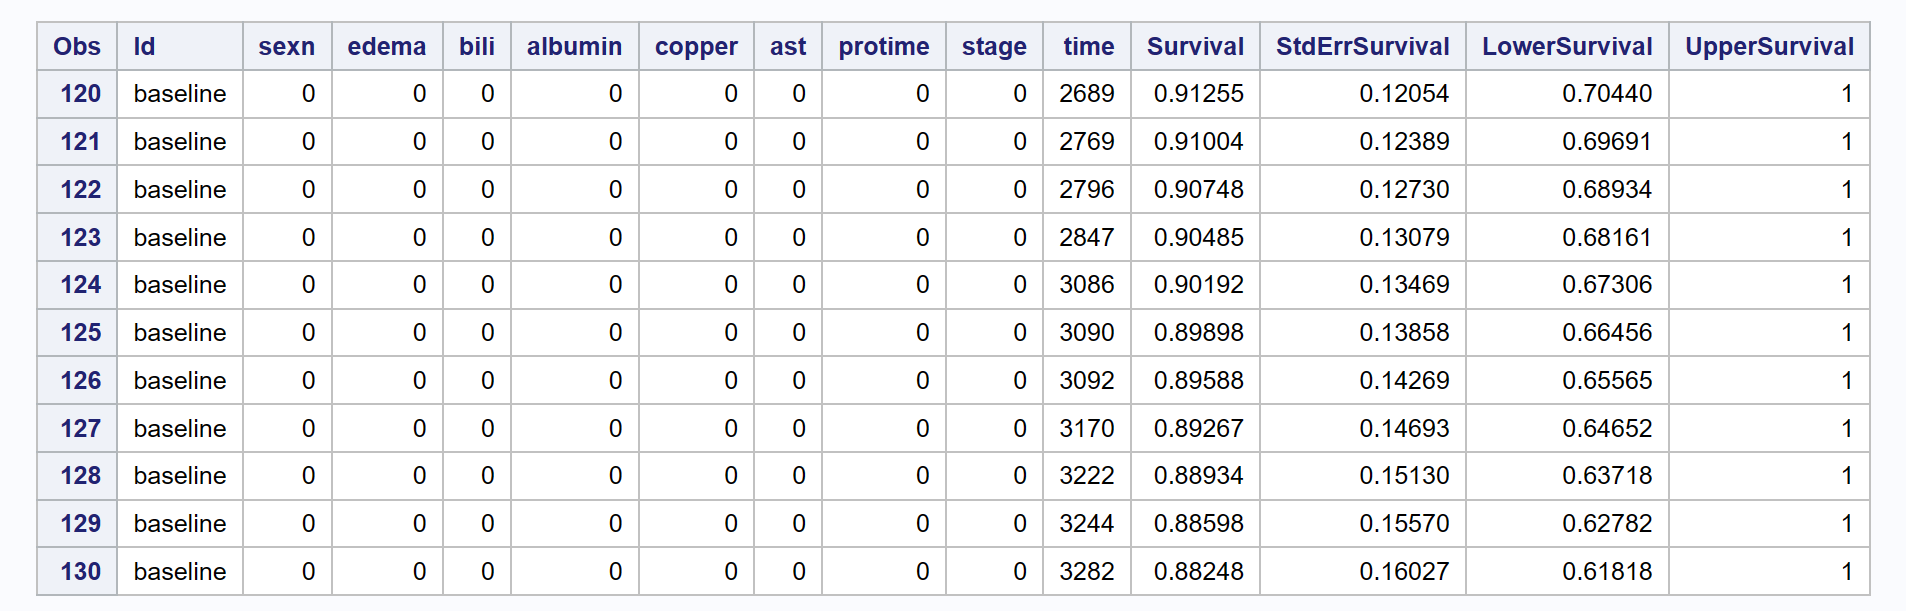 Obs Id sexn edema bili albumin copper ast protime stage time Survival StdErrSurvival LowerSurvival UpperSurvival
120 baseline 0 0 0 0 0 0 0 0 2689 0.91255 0.12054 0.70440 1
121 baseline 0 0 0 0 0 0 0 0 2769 0.91004 0.12389 0.69691 1
122 baseline 0 0 0 0 0 0 0 0 2796 0.90748 0.12730 0.68934 1
123 baseline 0 0 0 0 0 0 0 0 2847 0.90485 0.13079 0.68161 1
124 baseline 0 0 0 0 0 0 0 0 3086 0.90192 0.13469 0.67306 1
125 baseline 0 0 0 0 0 0 0 0 3090 0.89898 0.13858 0.66456 1
126 baseline 0 0 0 0 0 0 0 0 3092 0.89588 0.14269 0.65565 1
127 baseline 0 0 0 0 0 0 0 0 3170 0.89267 0.14693 0.64652 1
128 baseline 0 0 0 0 0 0 0 0 3222 0.88934 0.15130 0.63718 1
129 baseline 0 0 0 0 0 0 0 0 3244 0.88598 0.15570 0.62782 1
130 baseline 0 0 0 0 0 0 0 0 3282 0.88248 0.16027 0.61818 1